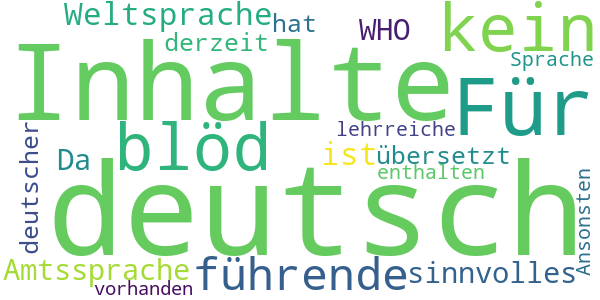 Weltsprache hat WHO kein
derzeit Sprache
Inhalte Für
lehrreiche
deutscher Da blöd ist übersetzt
enthalten
deutsch Ansonsten
Amtssprache führende sinnvolles
vorhanden